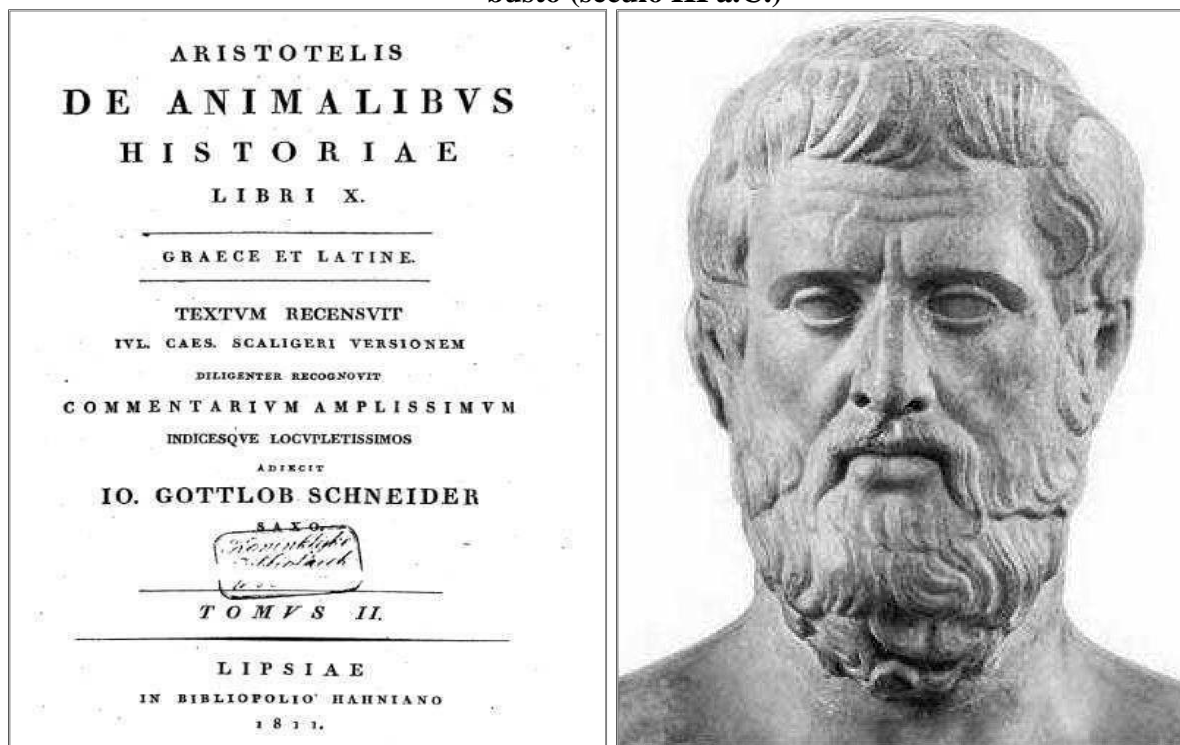 busto (século III a.C.)
ARISTOTELIS
DE ANIMALIBVS
HISTORIAE
LIBRI X.
GRAECE ET LATINE.
TEXTVM RECENSVIT
IVL. CAES. SCALIGERI VERSIONEM
DILIGENTER RECOGNOVIT
COMMENTARIVM AMPLISSIMVM
INDICESQVE LOCVPLETISSIMOS
ADIECIT
IO. GOTTLOB SCHNEIDER
SAXO.
TOMVS II.
LIPSIAE
IN BIBLIOPOLIO HAHNIANO
1811.